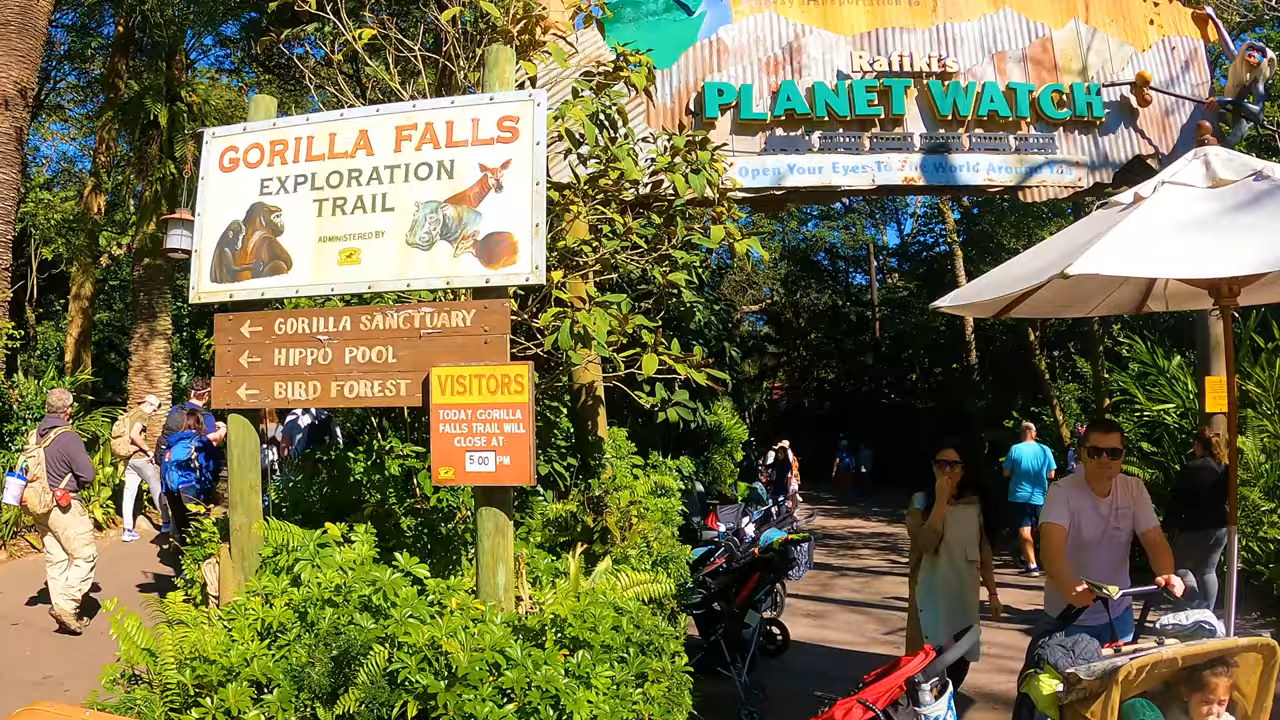 GORILLA FALLS
EXPLORATION
TRAIL
ADMINISTERED BY
← GORILLA SANCTUARY
← HIPPO POOL
← BIRD FOREST
VISITORS
TODAY, GORILLA
FALLS TRAIL WILL
CLOSE AT:
5:00 PM
Rafiki's
PLANET WATCH
Open Your Eyes To The World Around You